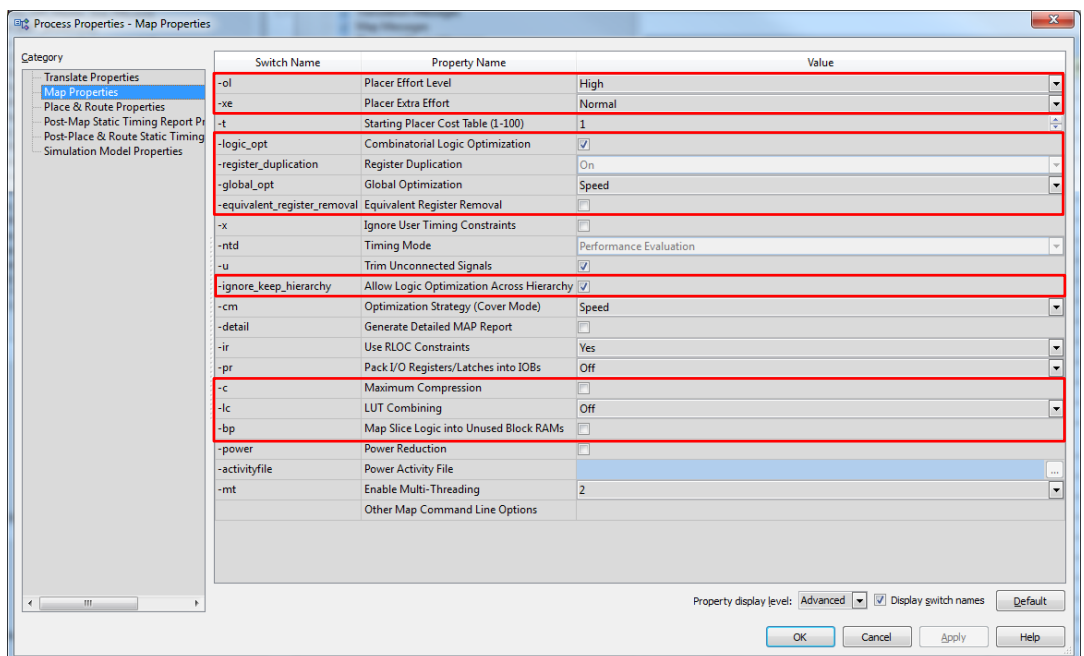 Process Properties - Map Properties
Category
Translate Properties
Map Properties
Place & Route Properties
Post-Map Static Timing Report Pr
Post-Place & Route Static Timing
Simulation Model Properties
Switch Name Property Name Value
-ol Placer Effort Level High
-xe Placer Extra Effort Normal
-t Starting Placer Cost Table (1-100) 1
-logic_opt Combinatorial Logic Optimization
-register_duplication Register Duplication On
-global_opt Global Optimization Speed
-equivalent_register_removal Equivalent Register Removal
-x Ignore User Timing Constraints
-ntd Timing Mode Performance Evaluation
-u Trim Unconnected Signals
-ignore_keep_hierarchy Allow Logic Optimization Across Hierarchy
-cm Optimization Strategy (Cover Mode) Speed
-detail Generate Detailed MAP Report
-ir Use RLOC Constraints Yes
-pr Pack I/O Registers/Latches into IOBs Off
-c Maximum Compression
-lc LUT Combining Off
-bp Map Slice Logic into Unused Block RAMs
-power Power Reduction
-activityfile Power Activity File ...
-mt Enable Multi-Threading 2
Other Map Command Line Options
Property display level: Advanced Display switch names Default
OK Cancel Apply Help